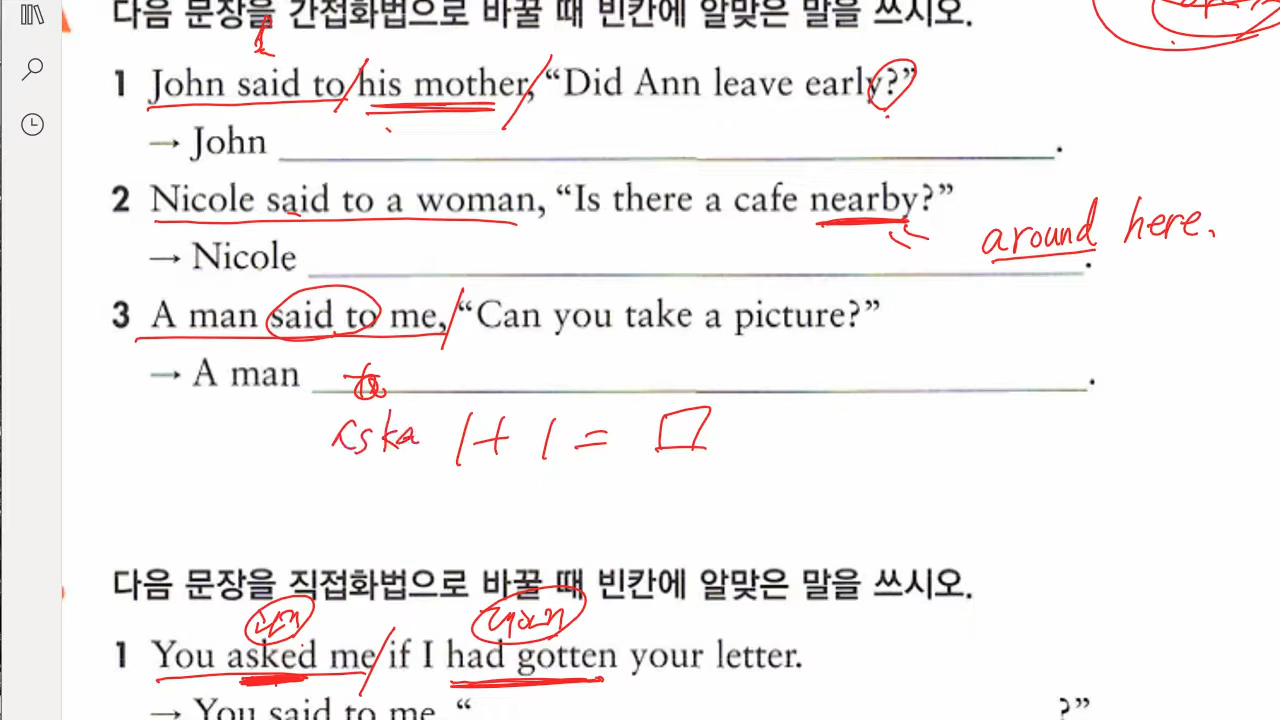 다음 문장을 간접화법으로 바꿀 때 빈칸에 알맞은 말을 쓰시오.
1 John said to his mother, “Did Ann leave early?”
→ John .
2 Nicole said to a woman, “Is there a cafe nearby?”
around here.
→ Nicole .
3 A man said to me, “Can you take a picture?”
→ A man .
1 + 1 =
다음 문장을 직접화법으로 바꿀 때 빈칸에 알맞은 말을 쓰시오.
1 You asked me if I had gotten your letter.
→ You said to me, “ ?”